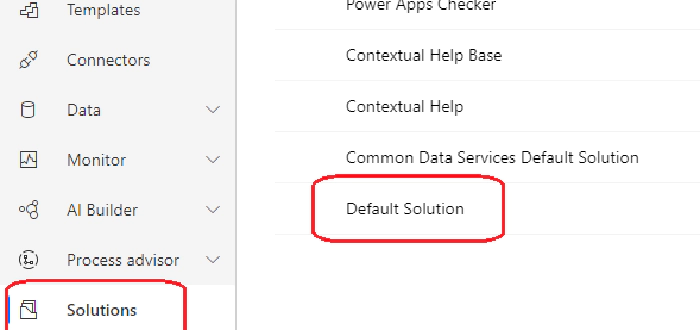 Templates
Connectors
Data
Monitor
AI Builder
Process advisor
Solutions
Power Apps Checker
Contextual Help Base
Contextual Help
Common Data Services Default Solution
Default Solution